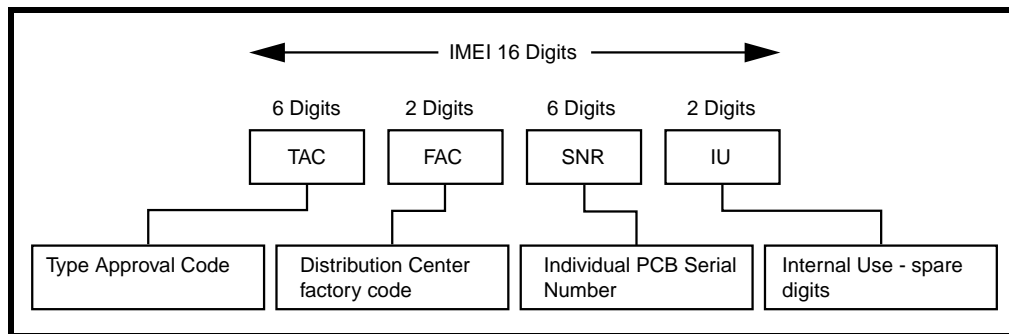 IMEI 16 Digits
6 Digits
2 Digits
6 Digits
2 Digits
TAC
FAC
SNR
IU
Type Approval Code
Distribution Center
factory code
Individual PCB Serial
Number
Internal Use - spare
digits